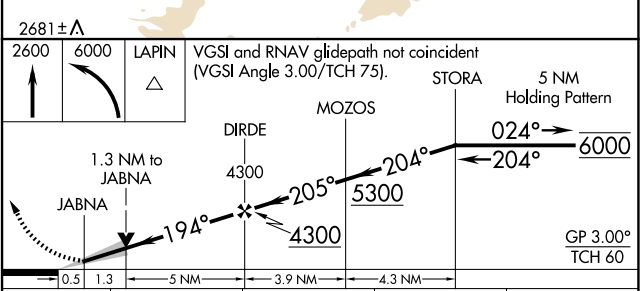 2681±
2600 6000 LAPIN
VGSI and RNAV glidepath not coincident
(VGSI Angle 3.00/TCH 75).
STORA
5 NM
Holding Pattern
MOZOS
DIRDE
024°
6000
204°
1.3 NM to
JABNA
4300
204°
JABNA
205°
5300
194°
4300
GP 3.00°
TCH 60
0.5 1.3 5 NM 3.9 NM 4.3 NM